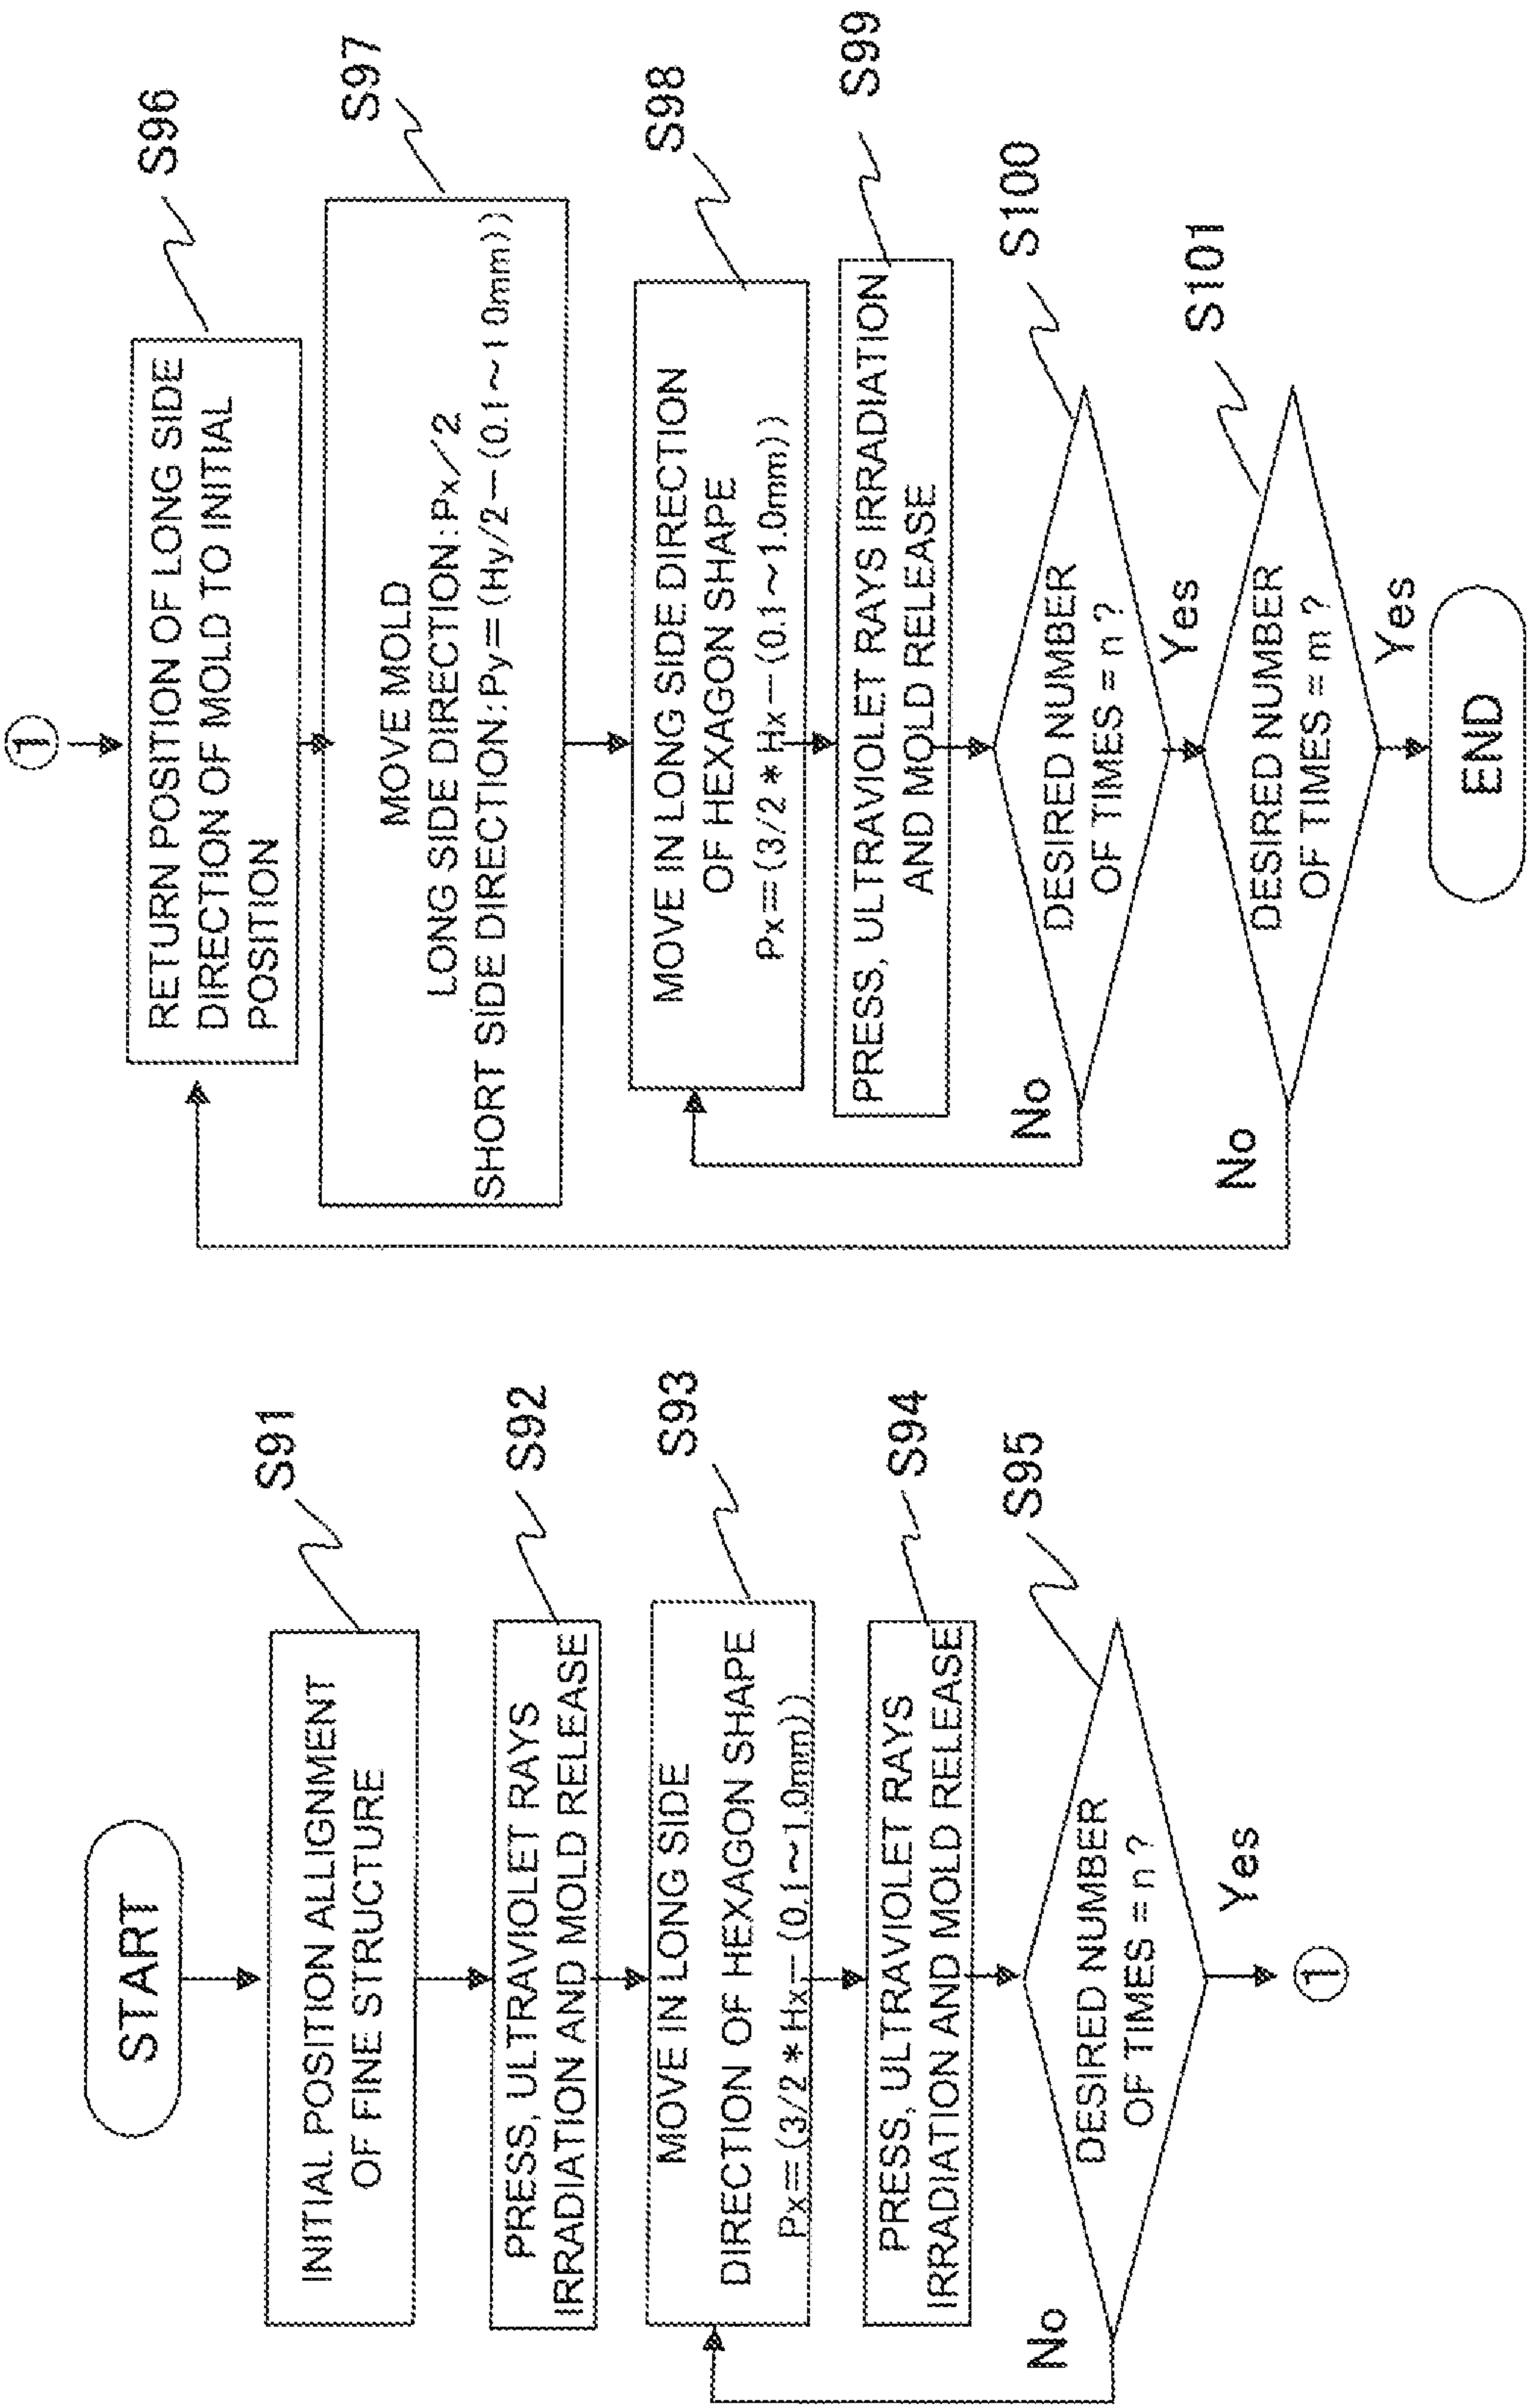 START
INITIAL POSITION ALLIGNMENT
OF FINE STRUCTURE
S91
PRESS, ULTRAVIOLET RAYS
IRRADIATION AND MOLD RELEASE
S92
MOVE IN LONG SIDE
DIRECTION OF HEXAGON SHAPE
Px=(3/2*Hx-(0.1~1.0mm))
S93
PRESS, ULTRAVIOLET RAYS
IRRADIATION AND MOLD RELEASE
S94
DESIRED NUMBER
OF TIMES = n ?
S95
No
Yes
①
①
RETURN POSITION OF LONG SIDE
DIRECTION OF MOLD TO INITIAL
POSITION
S96
MOVE MOLD
LONG SIDE DIRECTION:Px/2
SHORT SIDE DIRECTION:Py=(Hy/2-(0.1~1.0mm))
S97
MOVE IN LONG SIDE DIRECTION
OF HEXAGON SHAPE
Px=(3/2*Hx-(0.1~1.0mm))
S98
PRESS, ULTRAVIOLET RAYS IRRADIATION
AND MOLD RELEASE
S99
DESIRED NUMBER
OF TIMES = n ?
S100
No
Yes
DESIRED NUMBER
OF TIMES = m ?
S101
No
Yes
END